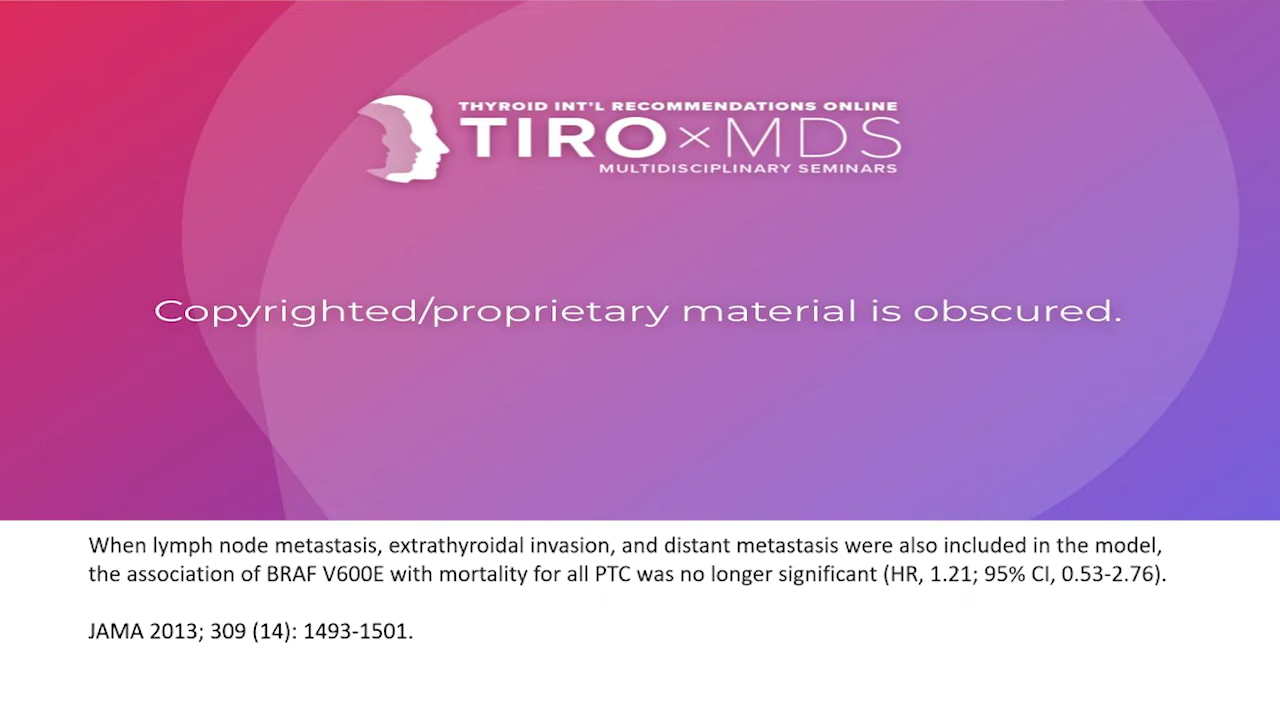 THYROID INT'L RECOMMENDATIONS ONLINE
TIRO×MDS
MULTIDISCIPLINARY SEMINARS
Copyrighted/proprietary material is obscured.
When lymph node metastasis, extrathyroidal invasion, and distant metastasis were also included in the model,
the association of BRAF V600E with mortality for all PTC was no longer significant (HR, 1.21; 95% CI, 0.53-2.76).
JAMA 2013; 309 (14): 1493-1501.